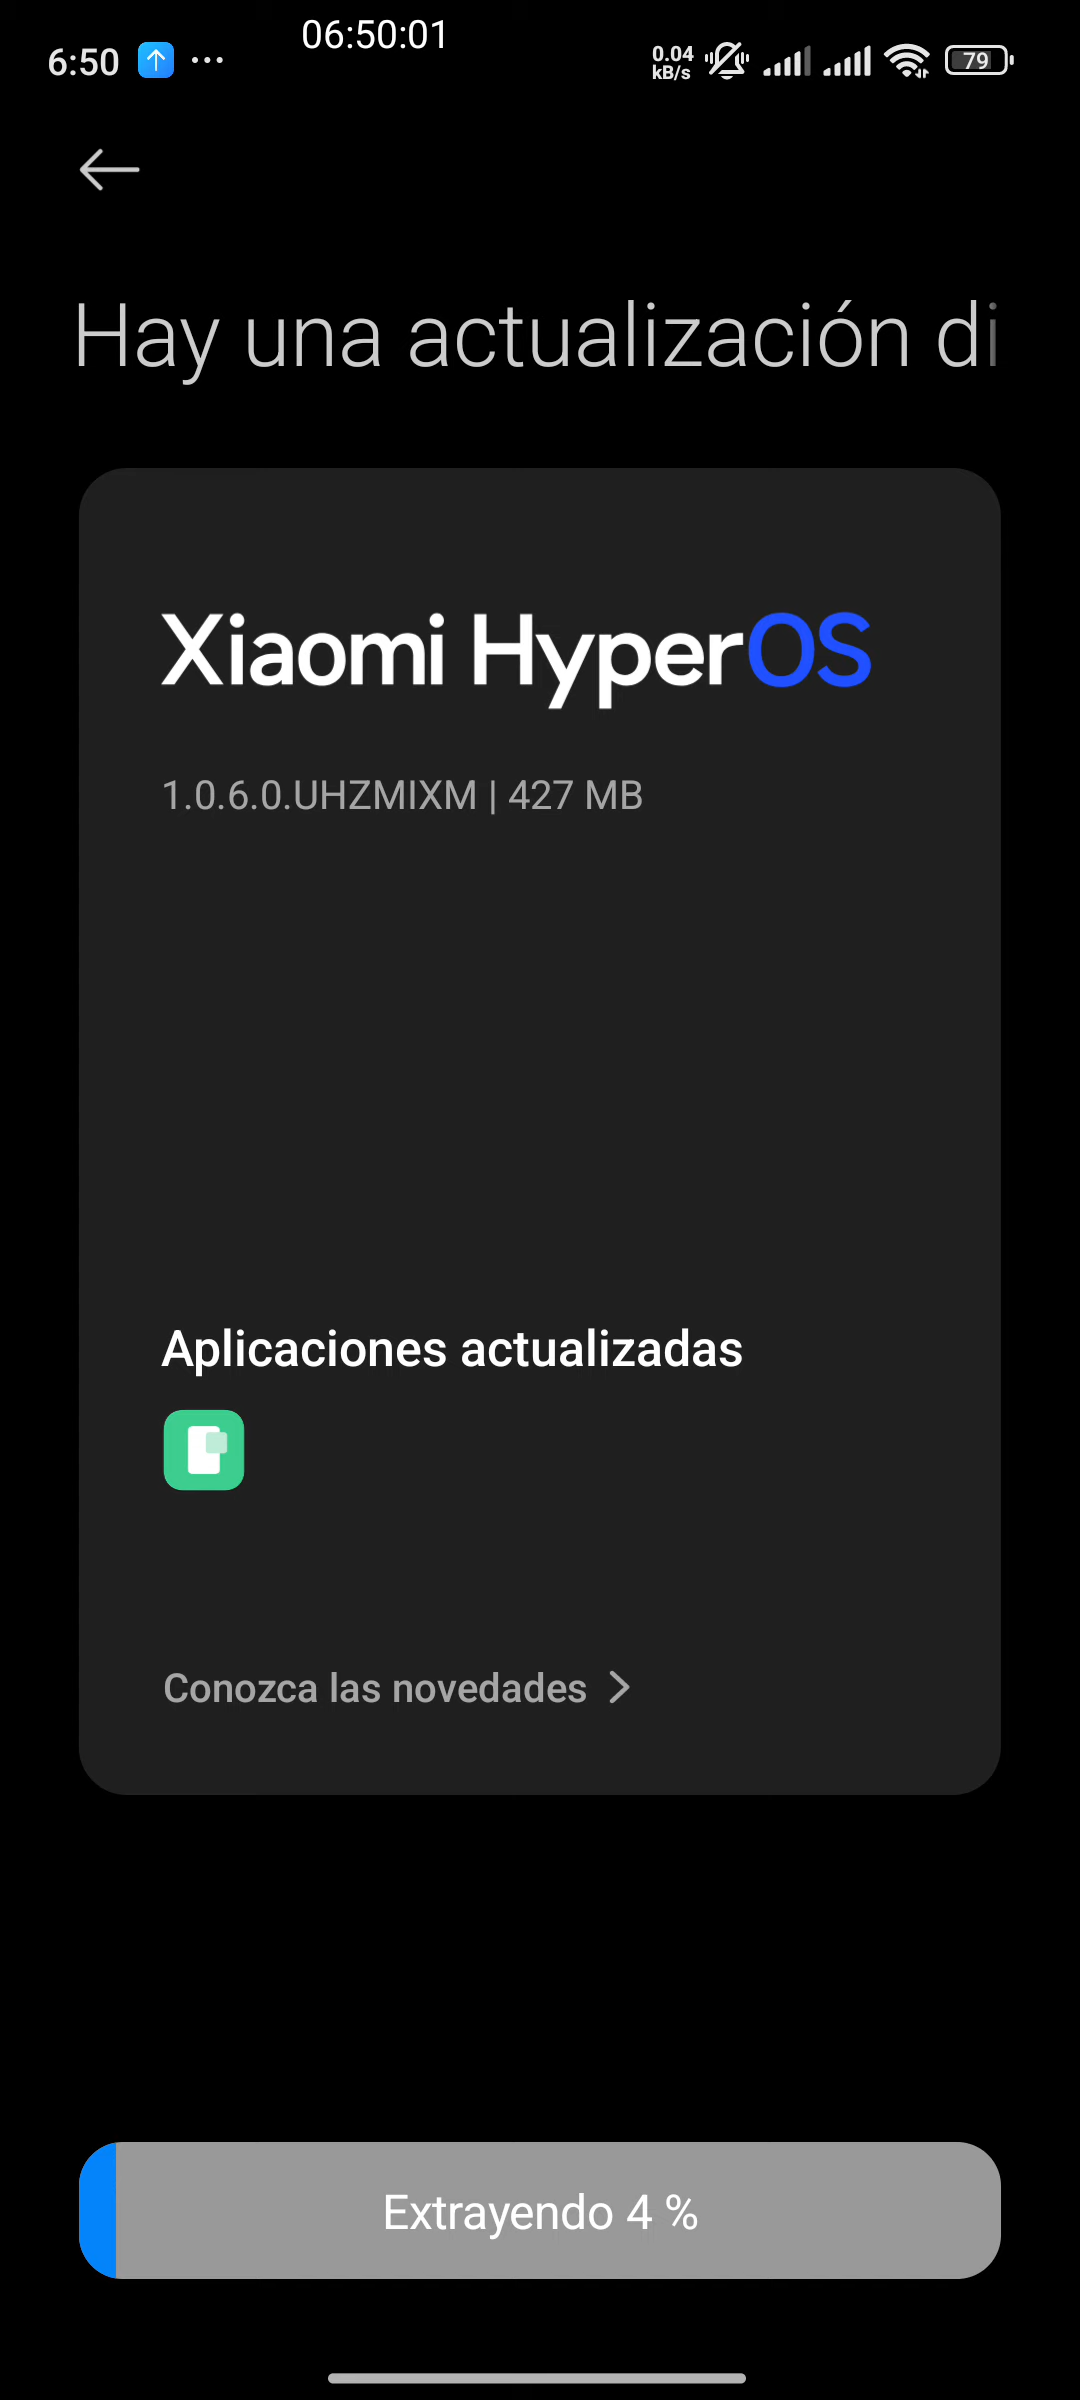 6:50
06:50:01
0.04
kB/s
79
Hay una actualización di
Xiaomi HyperOS
1.0.6.0.UHZMIXM | 427 MB
Aplicaciones actualizadas
Conozca las novedades
Extrayendo 4 %